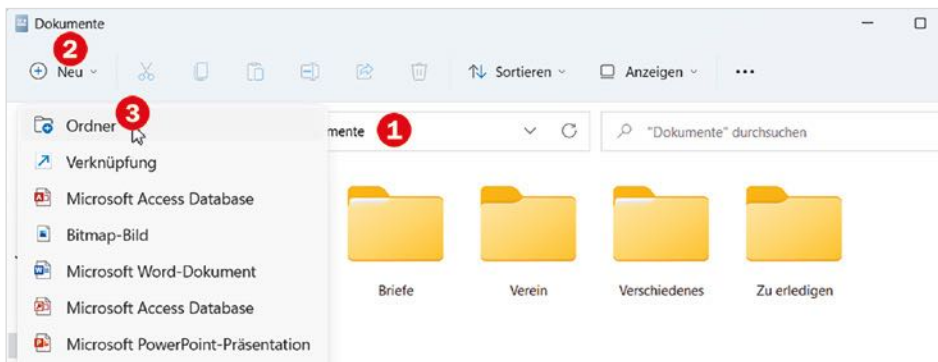 Dokumente
2
Neu
Sortieren
Anzeigen
3
Ordner
mente
1
"Dokumente" durchsuchen
Verknüpfung
Microsoft Access Database
Bitmap-Bild
Microsoft Word-Dokument
Microsoft Access Database
Microsoft PowerPoint-Präsentation
Briefe
Verein
Verschiedenes
Zu erledigen